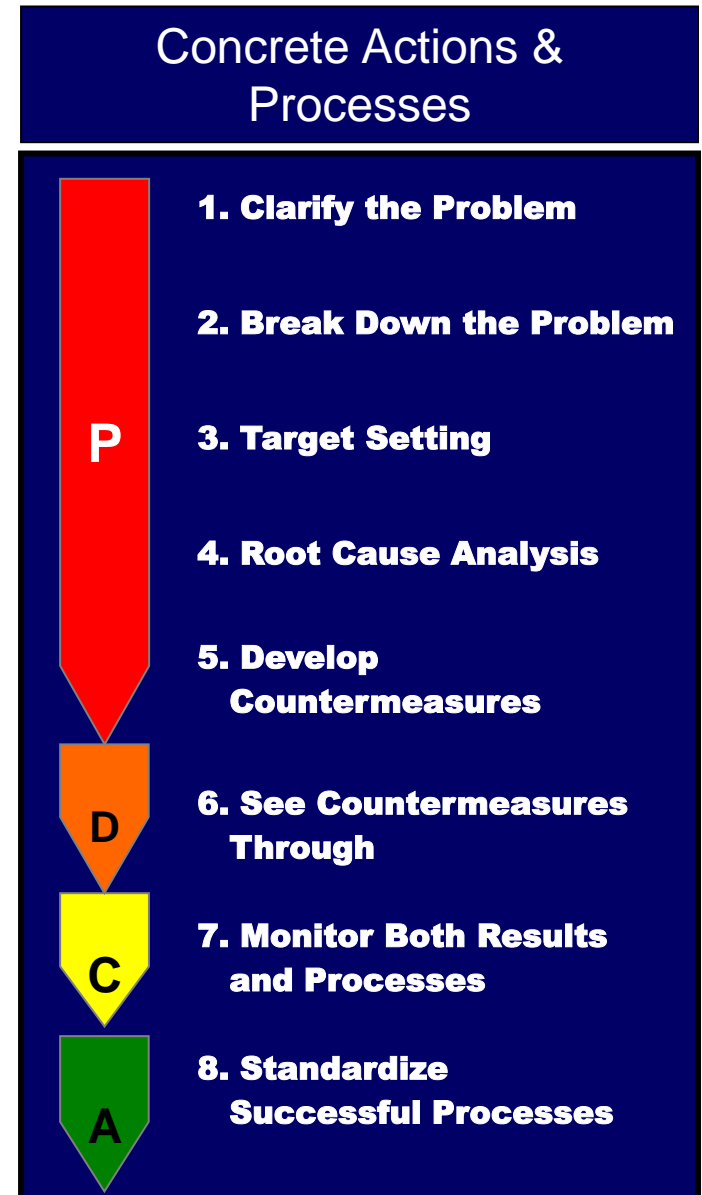 Concrete Actions &
Processes
1. Clarify the Problem
2. Break Down the Problem
P
3. Target Setting
4. Root Cause Analysis
5. Develop
Countermeasures
D
6. See Countermeasures
Through
C
7. Monitor Both Results
and Processes
A
8. Standardize
Successful Processes